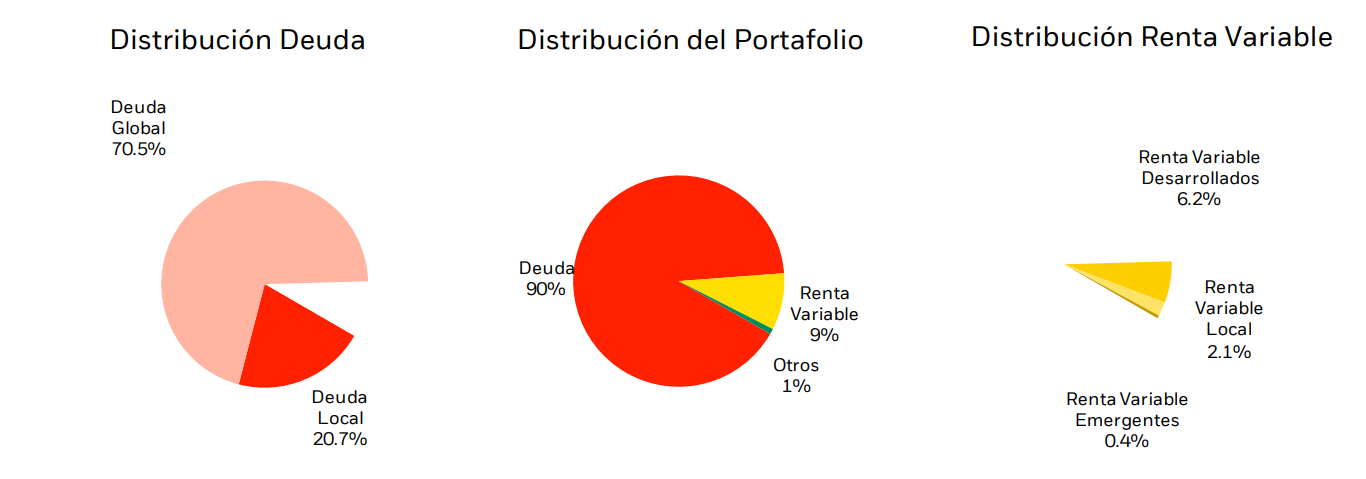 Distribución Deuda
Deuda
Global
70.5%
Deuda
Local
20.7%
Distribución del Portafolio
Deuda
90%
Renta
Variable
9%
Otros
1%
Distribución Renta Variable
Renta Variable
Desarrollados
6.2%
Renta
Variable
Local
2.1%
Renta Variable
Emergentes
0.4%